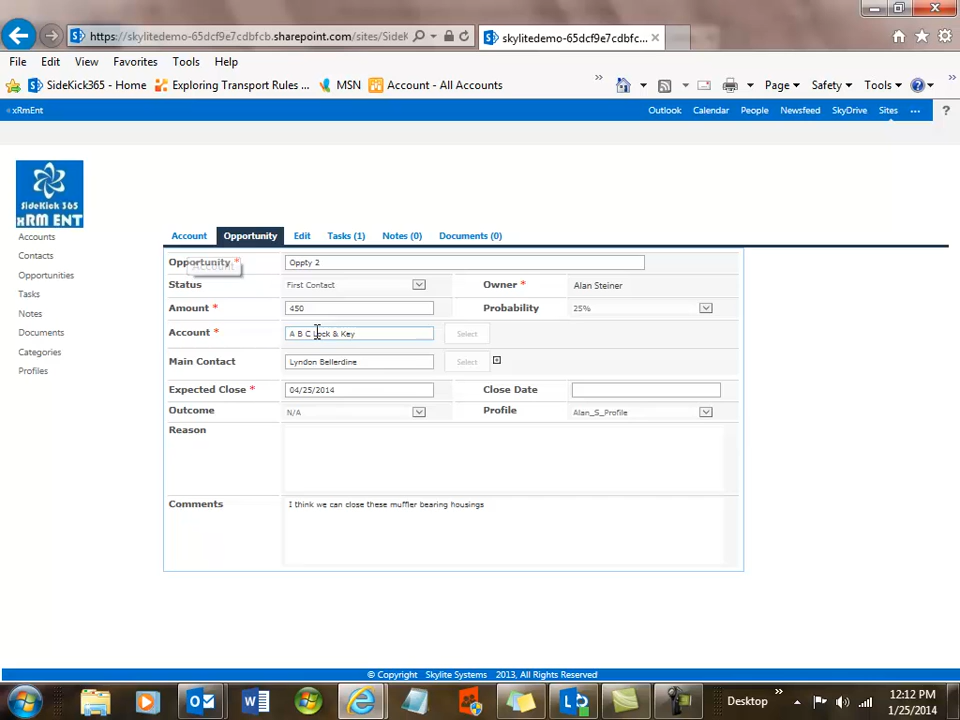 https://skylitedemo-65dcf9e7cdbfcb.sharepoint.com/sites/SideK
skylitedemo-65dcf9e7cdbfc...
File Edit View Favorites Tools Help
SideKick365 - Home Exploring Transport Rules ... MSN Account - All Accounts Page Safety Tools
xRmEnt Outlook Calendar People Newsfeed SkyDrive Sites ... ?
SideKick 365
xRM ENT
Accounts
Contacts
Opportunities
Tasks
Notes
Documents
Categories
Profiles
Account Opportunity Edit Tasks (1) Notes (0) Documents (0)
Opportunity * Oppty 2
Account
Status First Contact Owner * Alan Steiner
Amount * 450 Probability 25%
Account * A B C Lock & Key Select
Main Contact Lyndon Bellerdine Select
Expected Close * 04/25/2014 Close Date
Outcome N/A Profile Alan_S_Profile
Reason
Comments I think we can close these muffler bearing housings
© Copyright Skylite Systems 2013, All Rights Reserved
Desktop
12:12 PM
1/25/2014